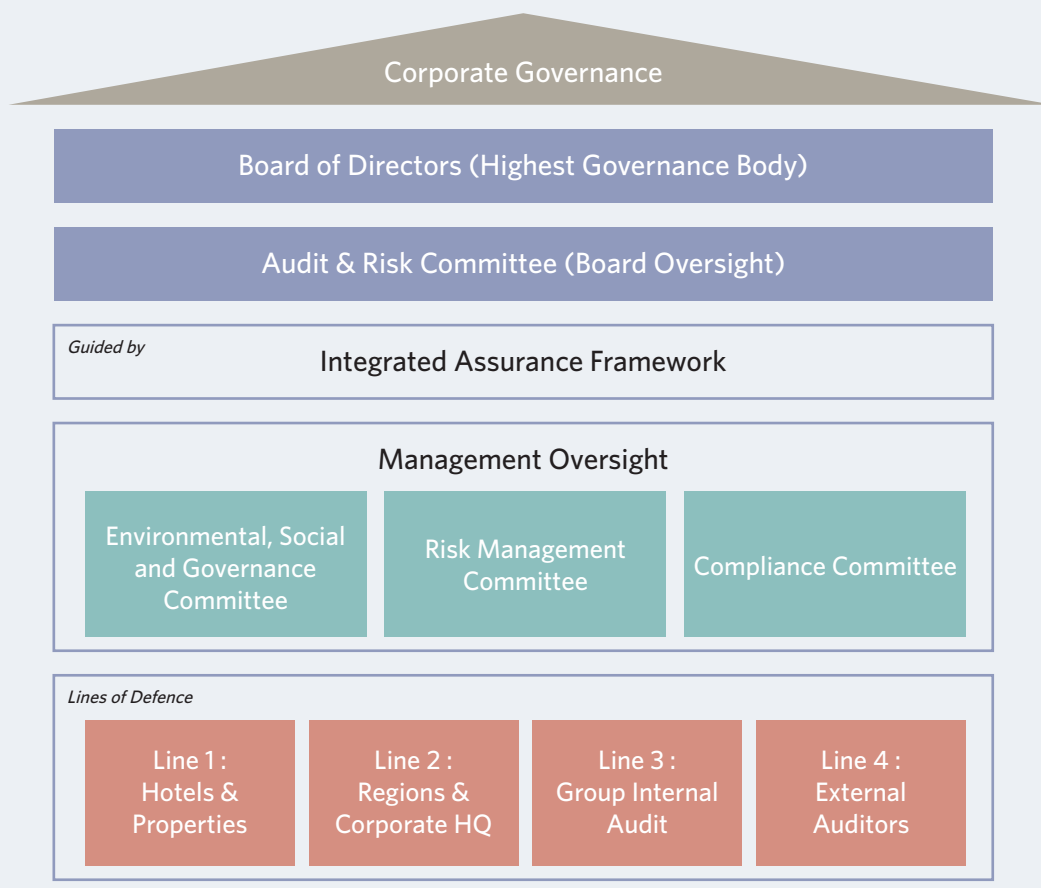 Corporate Governance
Board of Directors (Highest Governance Body)
Audit & Risk Committee (Board Oversight)
Guided by
Integrated Assurance Framework
Management Oversight
Environmental, Social
and Governance
Committee
Risk Management
Committee
Compliance Committee
Lines of Defence
Line 1 :
Hotels &
Properties
Line 2 :
Regions &
Corporate HQ
Line 3 :
Group Internal
Audit
Line 4 :
External
Auditors